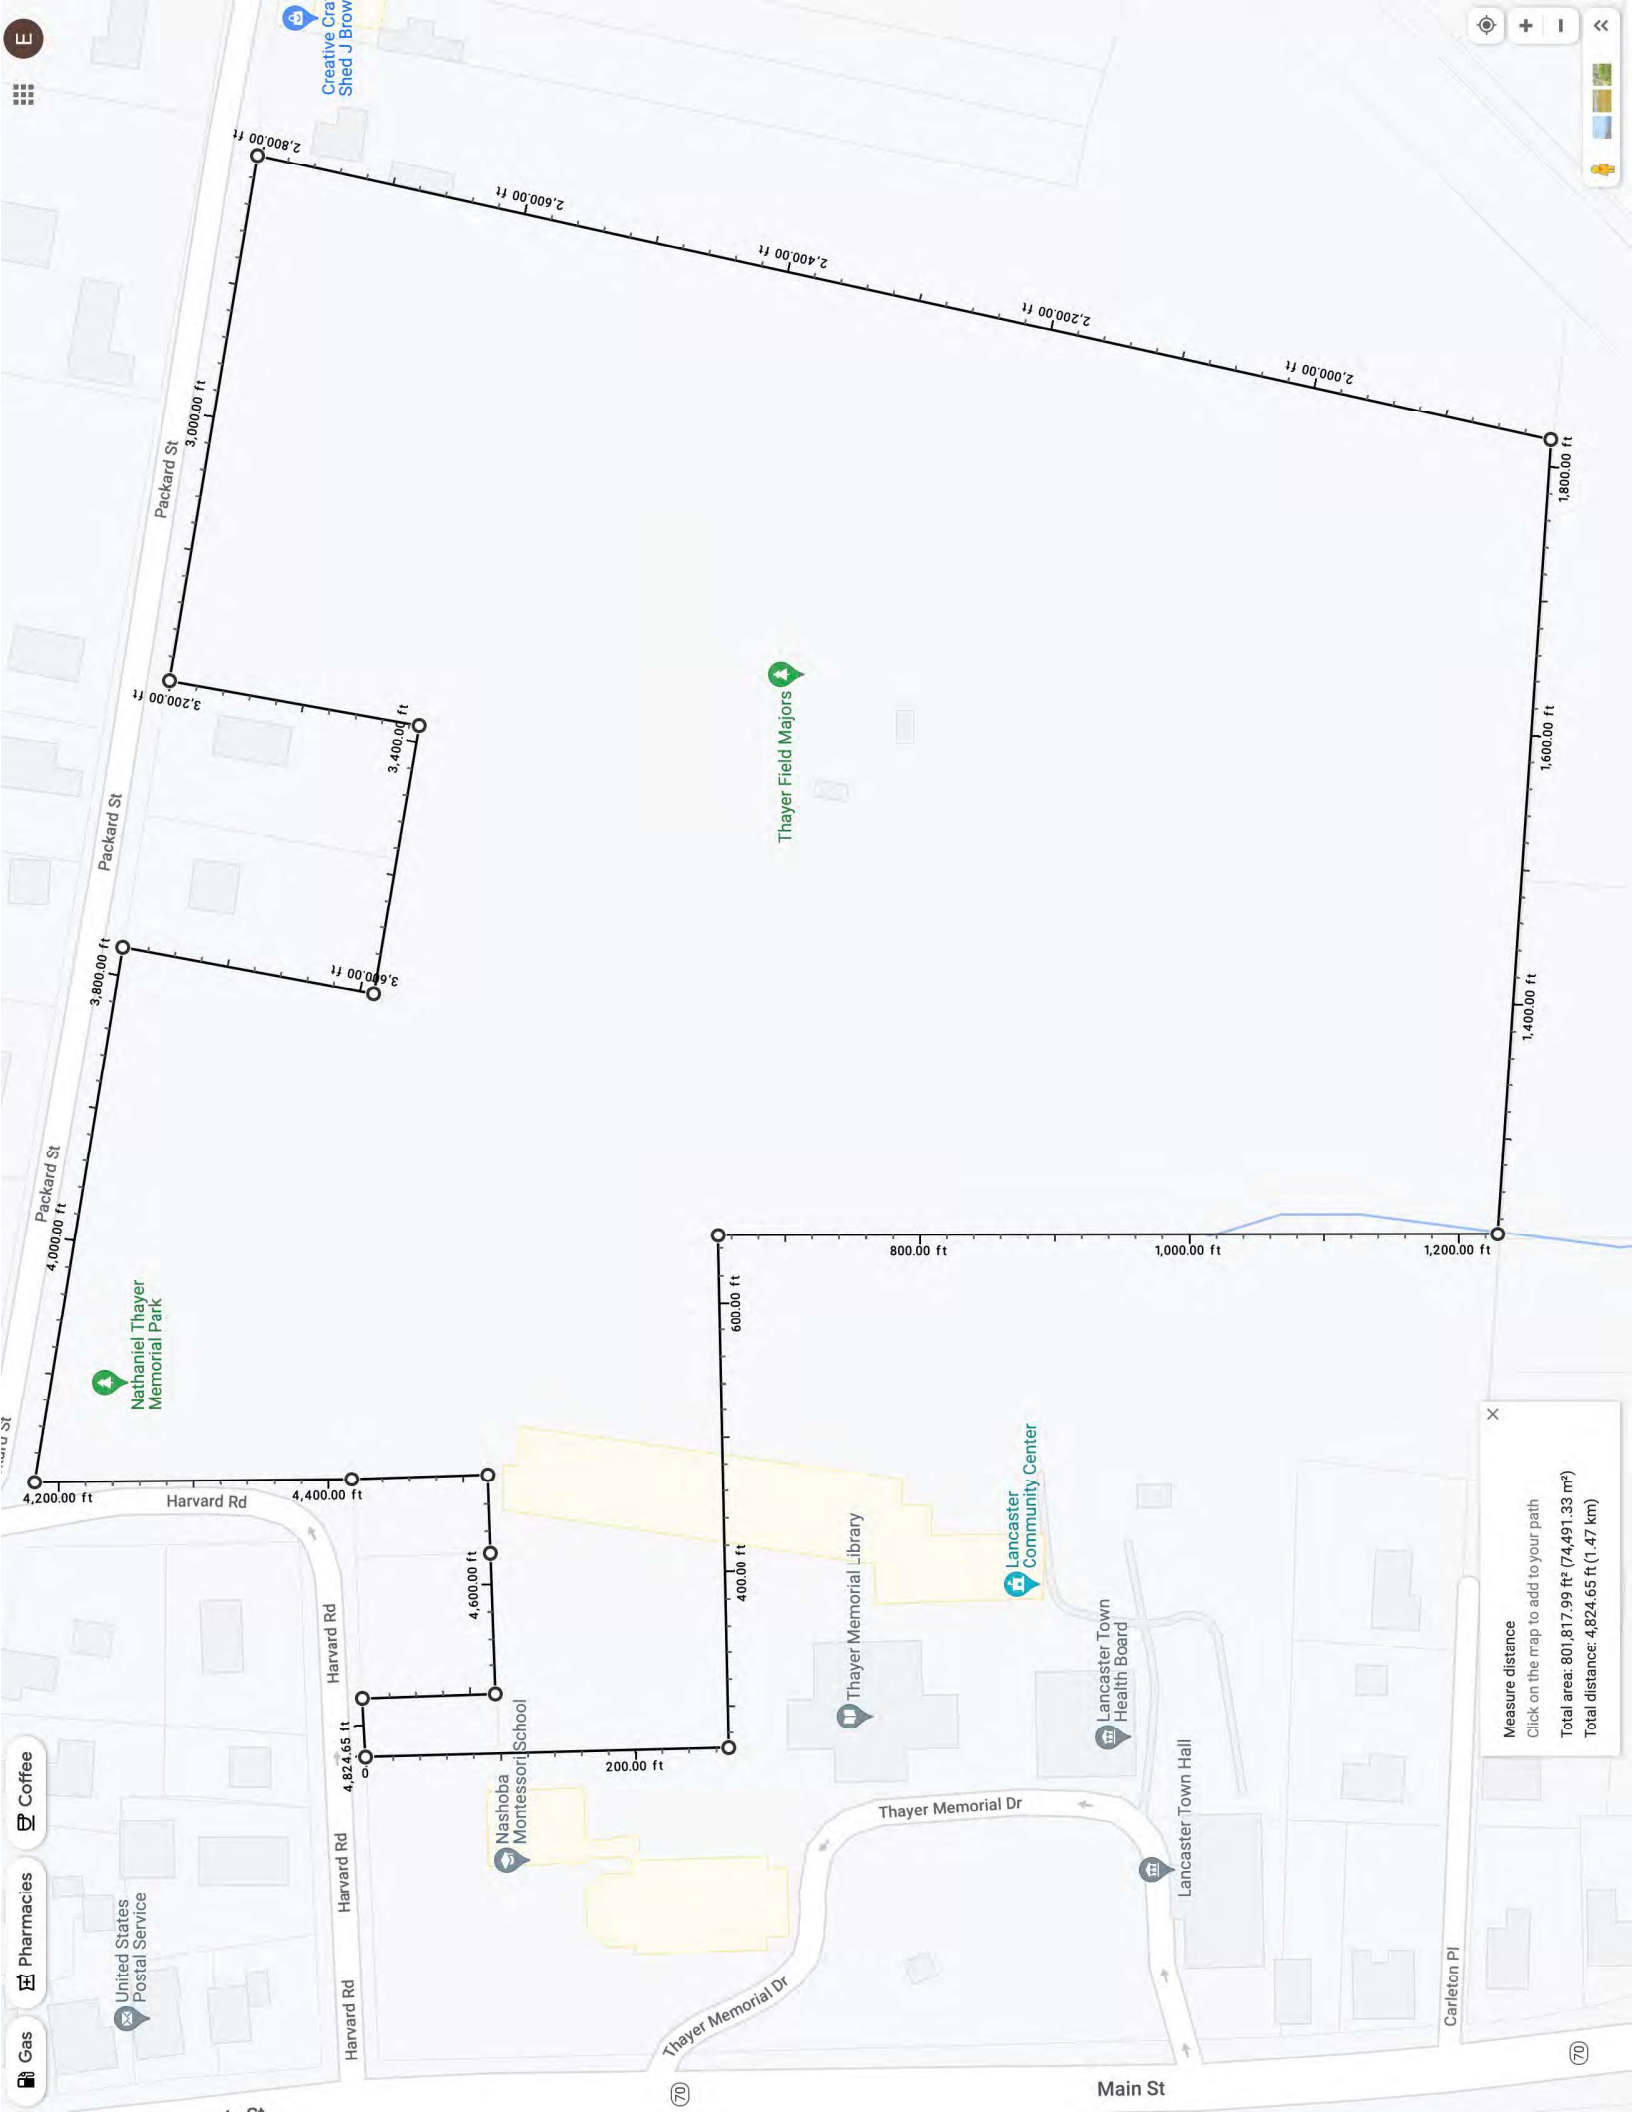 Gas
Pharmacies
Coffee
E
United States
Postal Service
Creative Cra
Shed J Brow
Packard St
Packard St
Packard St
Nathaniel Thayer
Memorial Park
Harvard Rd
Harvard Rd
Harvard Rd
Harvard Rd
4,200.00 ft
4,000.00 ft
3,800.00 ft
3,600.00 ft
3,400.00 ft
3,200.00 ft
3,000.00 ft
2,800.00 ft
2,600.00 ft
2,400.00 ft
2,200.00 ft
2,000.00 ft
1,800.00 ft
1,600.00 ft
1,400.00 ft
1,200.00 ft
1,000.00 ft
800.00 ft
600.00 ft
400.00 ft
200.00 ft
0
4,824.65 ft
4,600.00 ft
4,400.00 ft
Nashoba
Montessori School
Thayer Field Majors
Thayer Memorial Library
Thayer Memorial Dr
Thayer Memorial Dr
Lancaster
Community Center
Lancaster Town
Health Board
Lancaster Town Hall
Carleton Pl
Main St
70
70
Measure distance
Click on the map to add to your path
Total area: 801,817.99 ft² (74,491.33 m²)
Total distance: 4,824.65 ft (1.47 km)